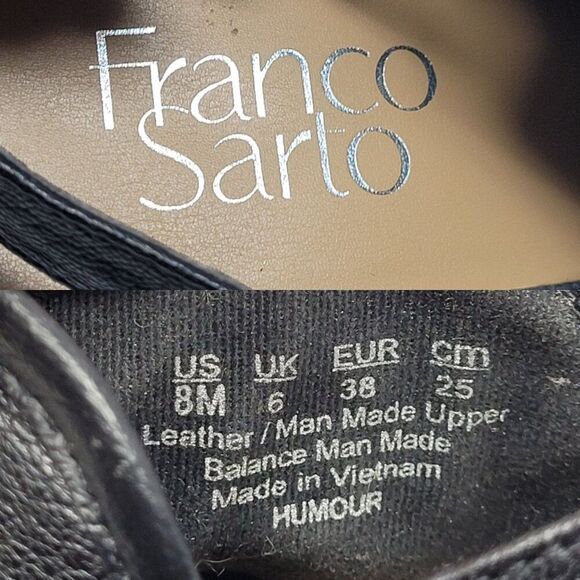 Franco
Sarto
US UK EUR cm
8M 6 38 25
Leather / Man Made Upper
Balance Man Made
Made in Vietnam
HUMOUR